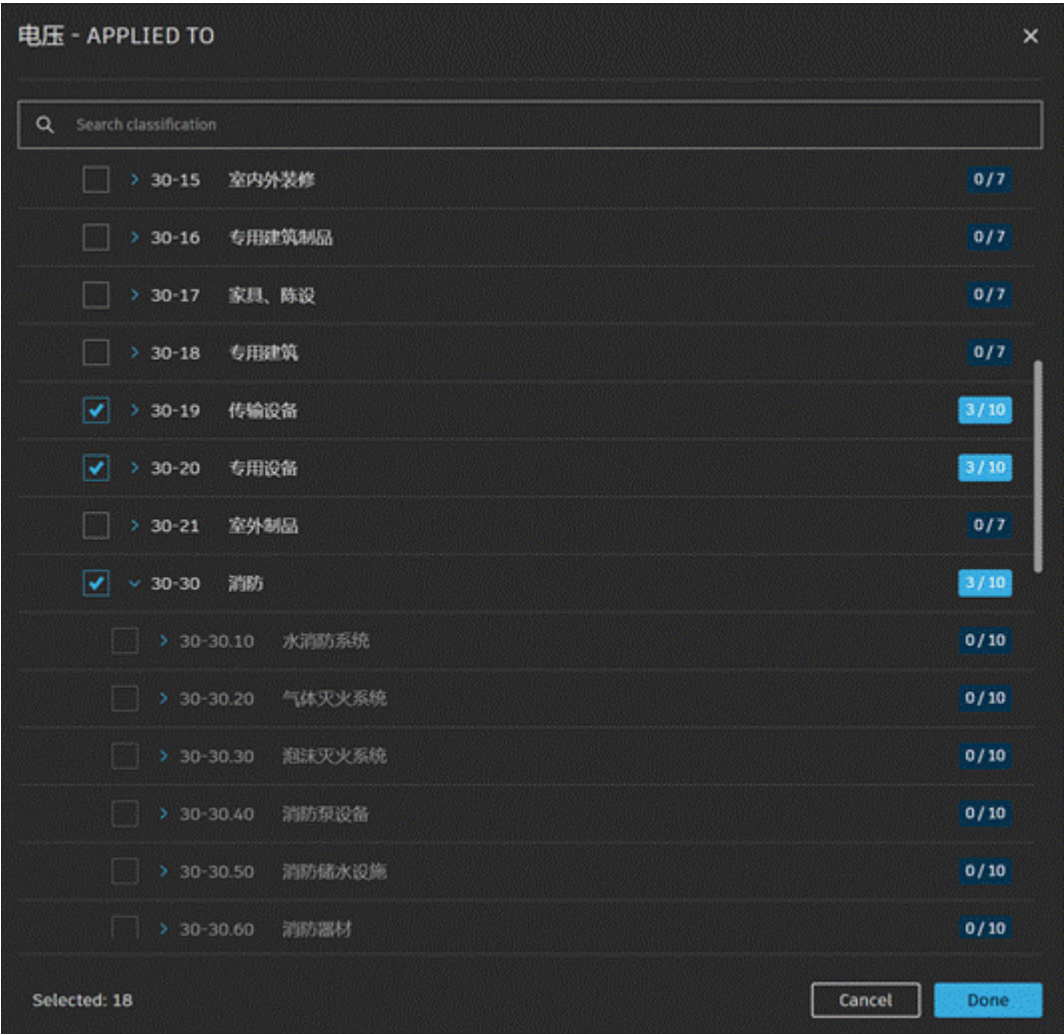 电压 - APPLIED TO
Search classification
30-15 室内外装修 0/7
30-16 专用建筑制品 0/7
30-17 家具、陈设 0/7
30-18 专用建筑 0/7
30-19 传输设备 3/10
30-20 专用设备 3/10
30-21 室外制品 0/7
30-30 消防 3/10
30-30.10 水消防系统 0/10
30-30.20 气体灭火系统 0/10
30-30.30 泡沫灭火系统 0/10
30-30.40 消防泵设备 0/10
30-30.50 消防储水设施 0/10
30-30.60 消防器材 0/10
Selected: 18
Cancel
Done